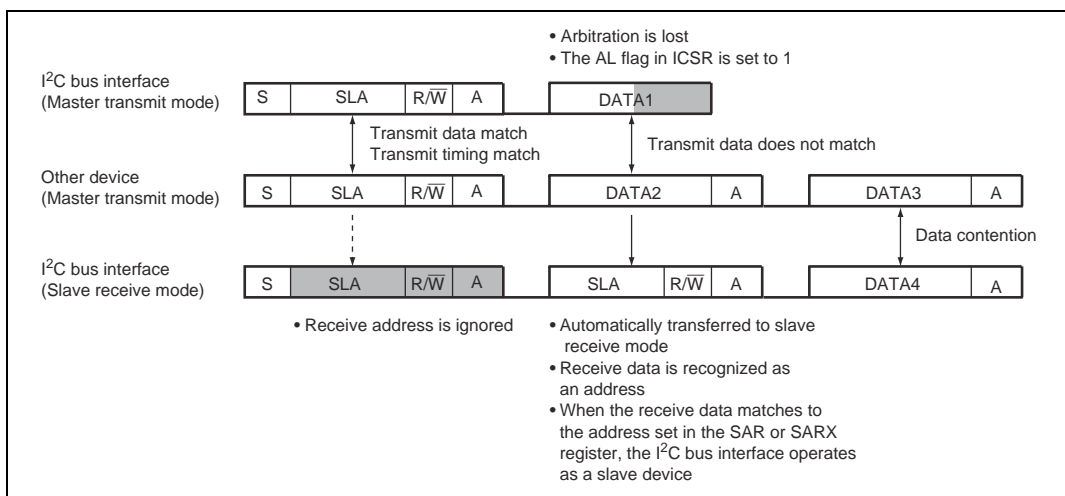 • Arbitration is lost
• The AL flag in ICSR is set to 1
I²C bus interface
(Master transmit mode)
S SLA R/W̅ A DATA1
Transmit data match
Transmit timing match
Transmit data does not match
Other device
(Master transmit mode)
S SLA R/W̅ A DATA2 A DATA3 A
Data contention
I²C bus interface
(Slave receive mode)
S SLA R/W̅ A SLA R/W̅ A DATA4 A
• Receive address is ignored
• Automatically transferred to slave
receive mode
• Receive data is recognized as
an address
• When the receive data matches to
the address set in the SAR or SARX
register, the I²C bus interface operates
as a slave device